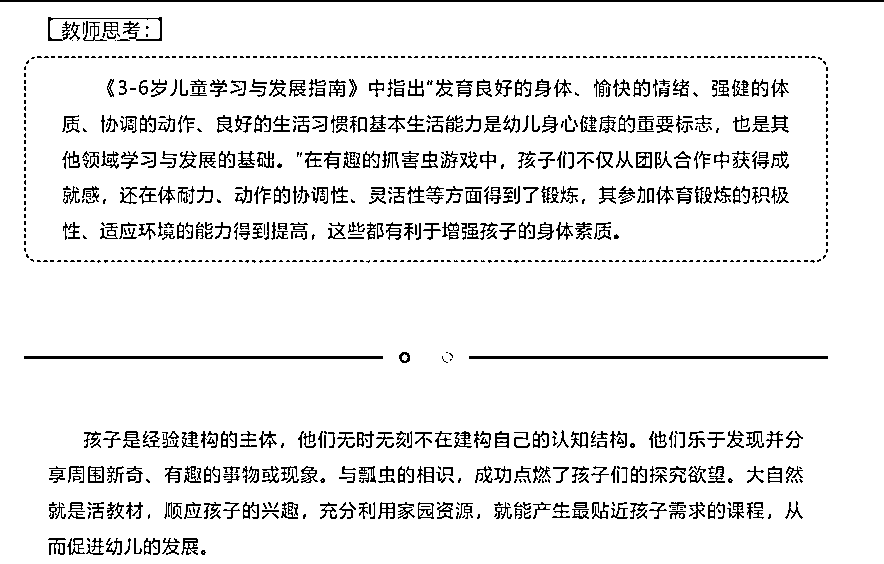 教师思考：
《3-6岁儿童学习与发展指南》中指出“发育良好的身体、愉快的情绪、强健的体
质、协调的动作、良好的生活习惯和基本生活能力是幼儿身心健康的重要标志，也是其
他领域学习与发展的基础。”在有趣的抓害虫游戏中，孩子们不仅从团队合作中获得成
就感，还在体耐力、动作的协调性、灵活性等方面得到了锻炼，其参加体育锻炼的积极
性、适应环境的能力得到提高，这些都有利于增强孩子的身体素质。
孩子是经验建构的主体，他们无时无刻不在建构自己的认知结构。他们乐于发现并分
享周围新奇、有趣的事物或现象。与瓢虫的相识，成功点燃了孩子们的探究欲望。大自然
就是活教材，顺应孩子的兴趣，充分利用家园资源，就能产生最贴近孩子需求的课程，从
而促进幼儿的发展。